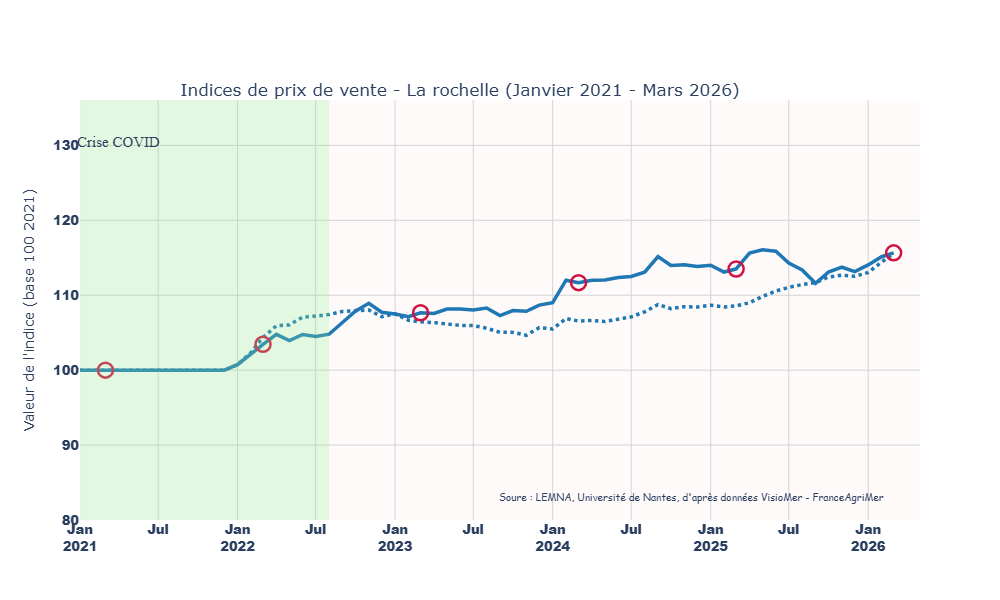 Indices de prix de vente - La rochelle (Janvier 2021 - Mars 2026)
130
Crise COVID
120
110
100
90
80
Valeur de l'indice (base 100 2021)
Soure : LEMNA, Université de Nantes, d'après données VisioMer - FranceAgriMer
Jan Jul Jan Jul Jan Jul Jan Jul Jan Jul Jan
2021 2022 2023 2024 2025 2026